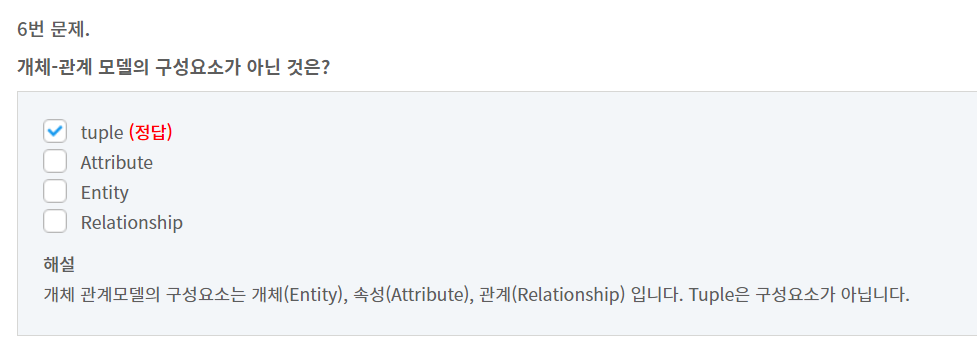 6번 문제.
개체-관계 모델의 구성요소가 아닌 것은?
tuple (정답)
Attribute
Entity
Relationship
해설
개체 관계모델의 구성요소는 개체(Entity), 속성(Attribute), 관계(Relationship) 입니다. Tuple은 구성요소가 아닙니다.